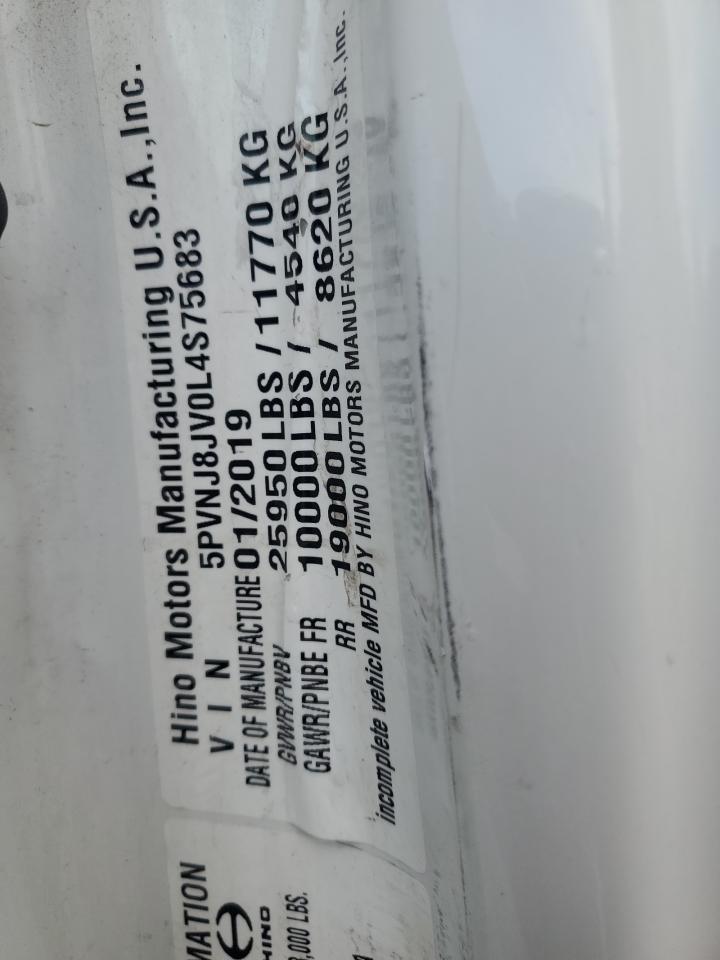 Hino Motors Manufacturing U.S.A.,Inc.
V I N 5PVNJ8JV0L4S75683
DATE OF MANUFACTURE 01/2019
GVWR/PNBV 25950 LBS / 11770 KG
GAWR/PNBE FR 10000 LBS / 4540 KG
RR 19000 LBS / 8620 KG
incomplete vehicle MFD BY HINO MOTORS MANUFACTURING U.S.A.,Inc.
MATION
HINO
,000 LBS.